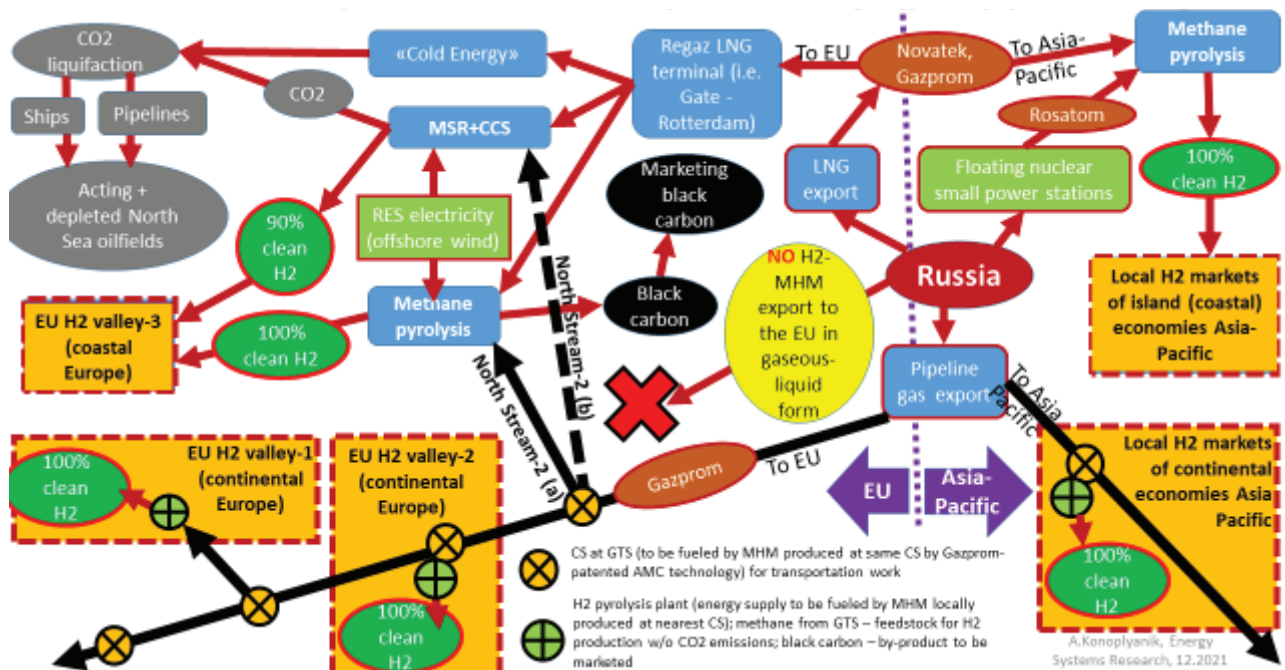 CO2
liquifaction
Ships
Pipelines
Acting +
depleted North
Sea oilfields
«Cold Energy»
CO2
MSR+CCS
90%
clean
H2
RES electricity
(offshore wind)
Regaz LNG
terminal (i.e.
Gate -
Rotterdam)
To EU
Novatek,
Gazprom
To Asia-
Pacific
Methane
pyrolysis
Rosatom
LNG
export
Floating nuclear
small power stations
100%
clean H2
Marketing
black
carbon
Black
carbon
NO H2-
MHM
export to
the EU in
gaseous-
liquid
form
Russia
Local H2 markets
of island (coastal)
economies Asia-
Pacific
EU H2 valley-3
(coastal
Europe)
100%
clean H2
Methane
pyrolysis
North Stream-2 (b)
North Stream-2 (a)
Pipeline
gas export
To Asia-
Pacific
Gazprom
To EU
EU
Asia-
Pacific
100%
clean
H2
EU H2 valley-1
(continental
Europe)
EU H2 valley-2
(continental
Europe)
100%
clean
H2
Local H2 markets
of continental
economies Asia
Pacific
100%
clean
H2
CS at GTS (to be fueled by MHM produced at same CS by Gazprom-
patented AMC technology) for transportation work
H2 pyrolysis plant (energy supply to be fueled by MHM locally
produced at nearest CS); methane from GTS – feedstock for H2
production w/o CO2 emissions; black carbon – by-product to be
marketed
A.Konoplyanik, Energy
Systems Research, 12.2021